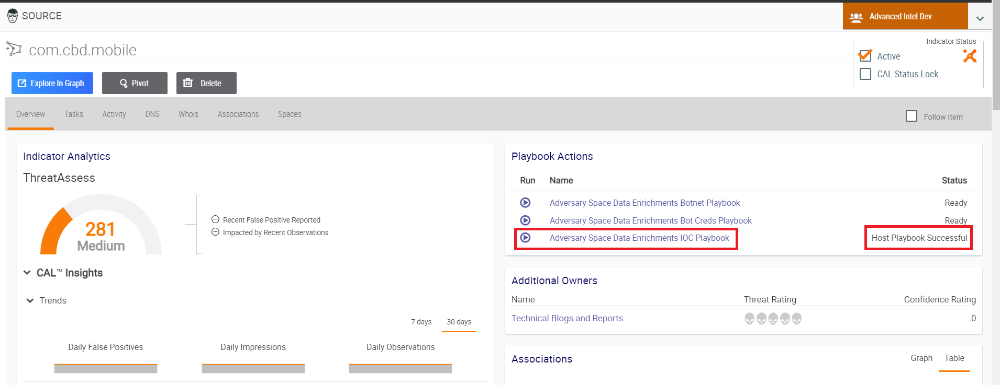 SOURCE
Advanced Intel Dev
com.cbd.mobile
Indicator Status
Active
CAL Status Lock
Explore In Graph
Pivot
Delete
Overview Tasks Activity DNS Whois Associations Spaces
Follow Item
Indicator Analytics
ThreatAssess
281
Medium
Recent False Positive Reported
Impacted by Recent Observations
CAL™ Insights
Trends
7 days 30 days
Daily False Positives Daily Impressions Daily Observations
Playbook Actions
Run Name Status
Adversary Space Data Enrichments Botnet Playbook Ready
Adversary Space Data Enrichments Bot Creds Playbook Ready
Adversary Space Data Enrichments IOC Playbook Host Playbook Successful
Additional Owners
Name Threat Rating Confidence Rating
Technical Blogs and Reports 0
Associations
Graph Table